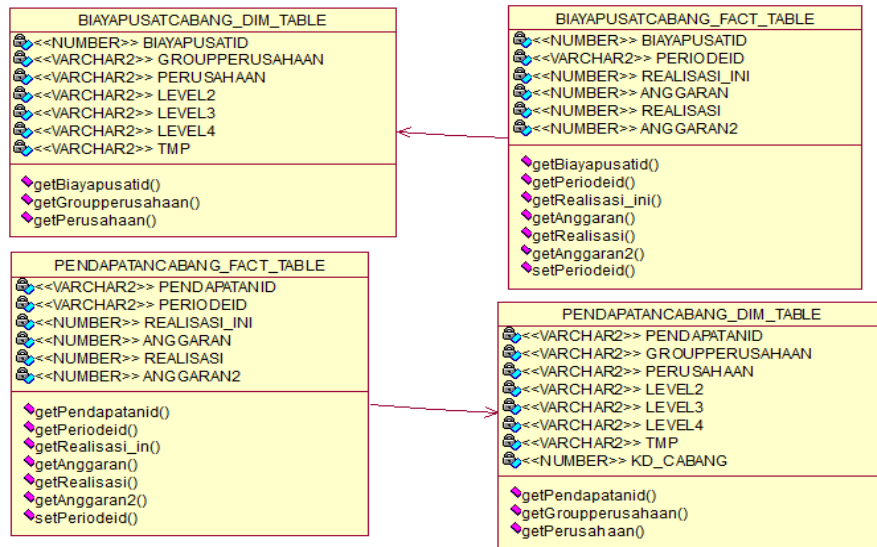 BIAYAPUSATCABANG_DIM_TABLE
<<NUMBER>> BIAYAPUSATID
<<VARCHAR2>> GROUPPERUSAHAAN
<<VARCHAR2>> PERUSAHAAN
<<VARCHAR2>> LEVEL2
<<VARCHAR2>> LEVEL3
<<VARCHAR2>> LEVEL4
<<VARCHAR2>> TMP
getBiayapusatid()
getGroupperusahaan()
getPerusahaan()
BIAYAPUSATCABANG_FACT_TABLE
<<NUMBER>> BIAYAPUSATID
<<VARCHAR2>> PERIODEID
<<NUMBER>> REALISASI_INI
<<NUMBER>> ANGGARAN
<<NUMBER>> REALISASI
<<NUMBER>> ANGGARAN2
getBiayapusatid()
getPeriodeid()
getRealisasi_ini()
getAnggaran()
getRealisasi()
getAnggaran2()
setPeriodeid()
PENDAPATANCABANG_FACT_TABLE
<<VARCHAR2>> PENDAPATANID
<<VARCHAR2>> PERIODEID
<<NUMBER>> REALISASI_INI
<<NUMBER>> ANGGARAN
<<NUMBER>> REALISASI
<<NUMBER>> ANGGARAN2
getPendapatanid()
getPeriodeid()
getRealisasi_in()
getAnggaran()
getRealisasi()
getAnggaran2()
setPeriodeid()
PENDAPATANCABANG_DIM_TABLE
<<VARCHAR2>> PENDAPATANID
<<VARCHAR2>> GROUPPERUSAHAAN
<<VARCHAR2>> PERUSAHAAN
<<VARCHAR2>> LEVEL2
<<VARCHAR2>> LEVEL3
<<VARCHAR2>> LEVEL4
<<VARCHAR2>> TMP
<<NUMBER>> KD_CABANG
getPendapatanid()
getGroupperusahaan()
getPerusahaan()